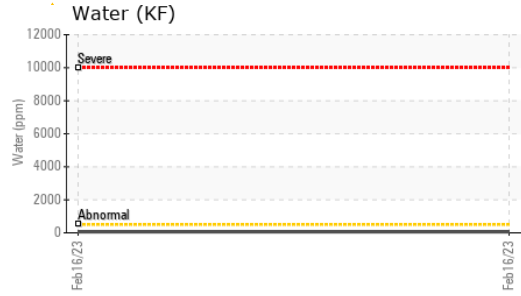 Water (KF)
12000
Severe
10000
8000
6000
4000
2000
Abnormal
0
Water (ppm)
Feb16/23
Feb16/23